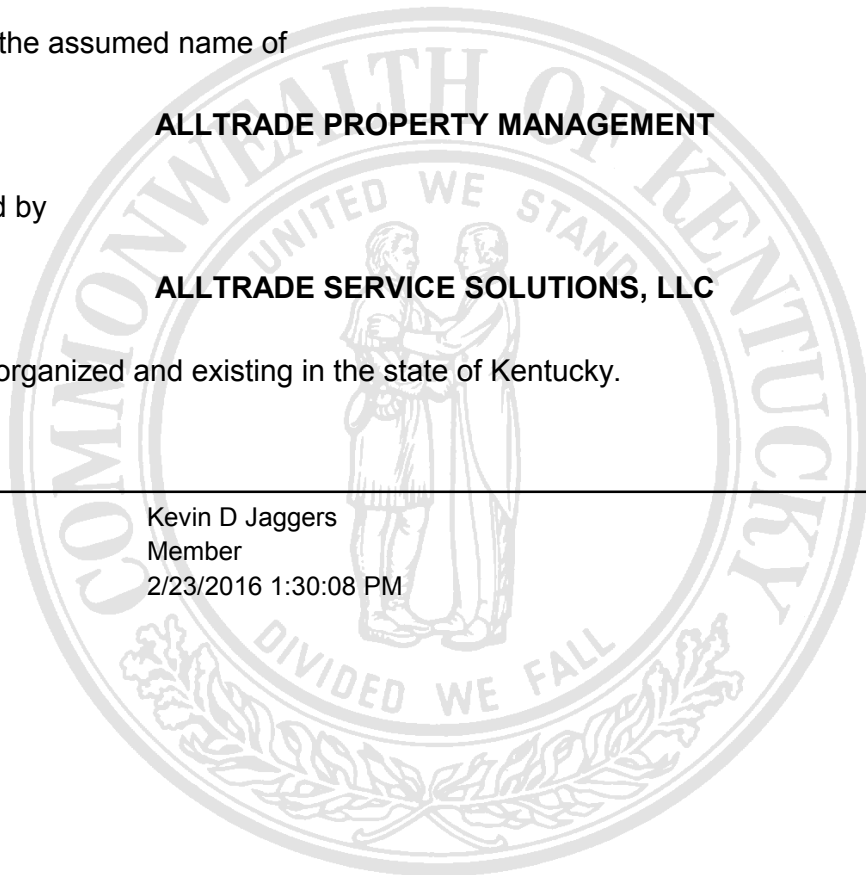 the assumed name of
ALLTRADE PROPERTY MANAGEMENT
d by
ALLTRADE SERVICE SOLUTIONS, LLC
organized and existing in the state of Kentucky.
Kevin D Jaggers
Member
2/23/2016 1:30:08 PM
COMMONWEALTH OF KENTUCKY
UNITED WE STAND
DIVIDED WE FALL